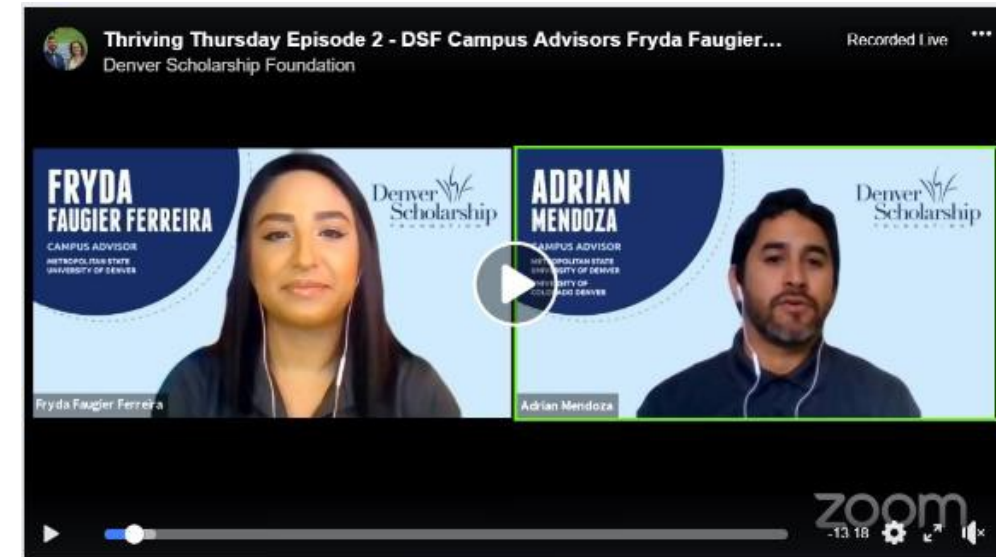 Thriving Thursday Episode 2 - DSF Campus Advisors Fryda Faugier...
Recorded Live
Denver Scholarship Foundation
FRYDA
FAUGIER FERREIRA
CAMPUS ADVISOR
METROPOLITAN STATE
UNIVERSITY OF DENVER
Denver
Scholarship
FOUNDATION
Fryda Faugier Ferreira
ADRIAN
MENDOZA
CAMPUS ADVISOR
METROPOLITAN STATE
UNIVERSITY OF DENVER
UNIVERSITY OF
COLORADO DENVER
Denver
Scholarship
FOUNDATION
Adrian Mendoza
zoom
-13:18